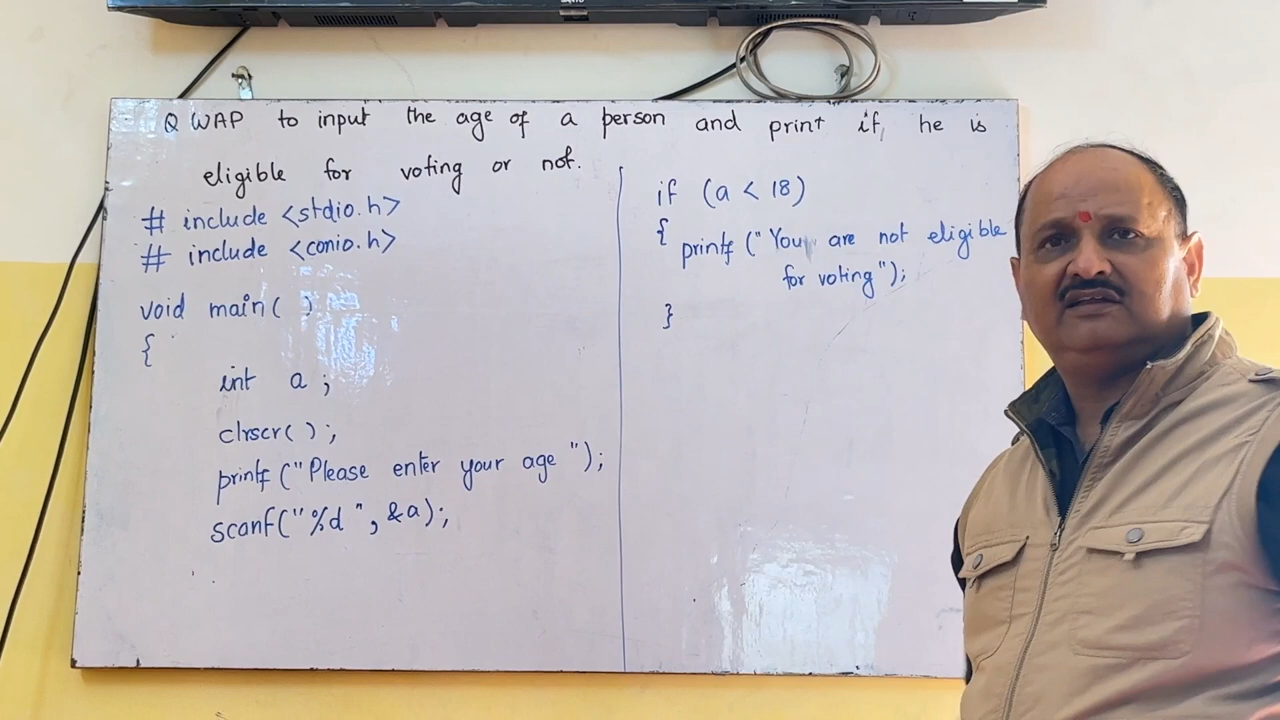 Q WAP to input the age of a person and print if he is
eligible for voting or not.
# include <stdio.h>
# include <conio.h>
void main( )
{
int a ;
clrscr( );
printf ("Please enter your age ");
scanf("%d ", &a);
if (a < 18)
{
printf ("You are not eligible
for voting");
}